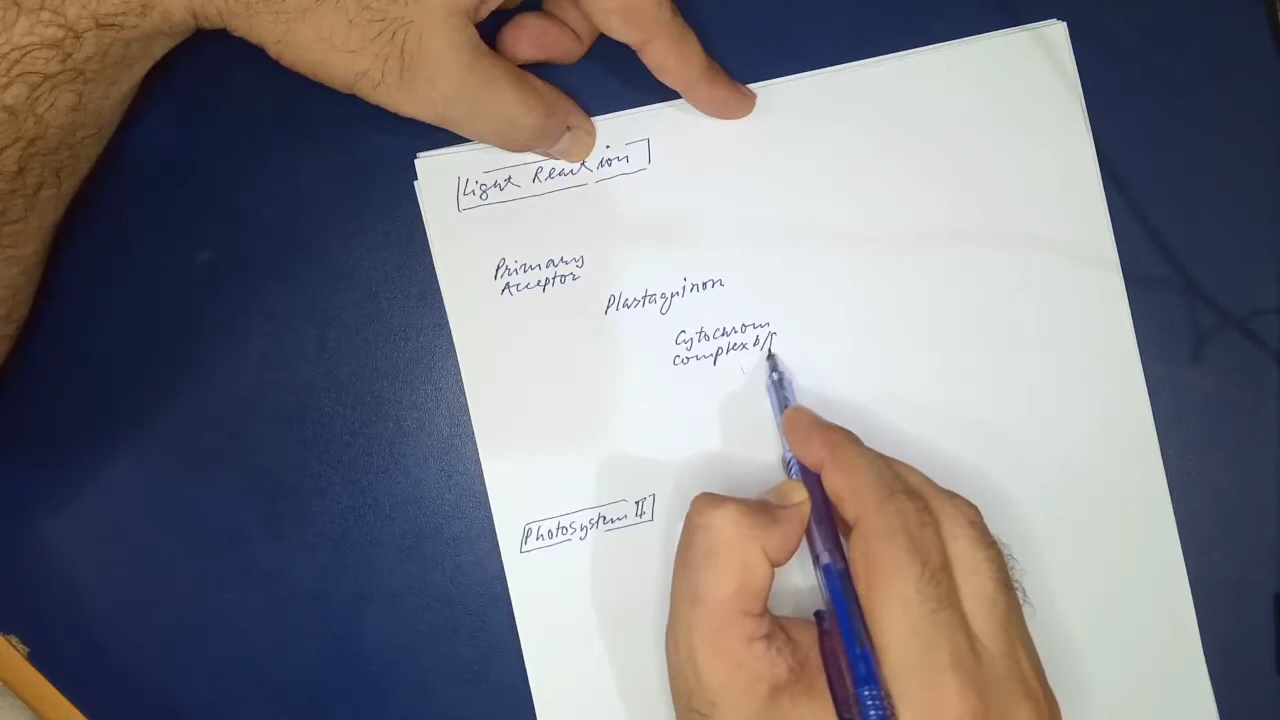 Light Reaction
Primary
Acceptor
Plastaquinon
Cytochrom
complex b/f
Photosystem II